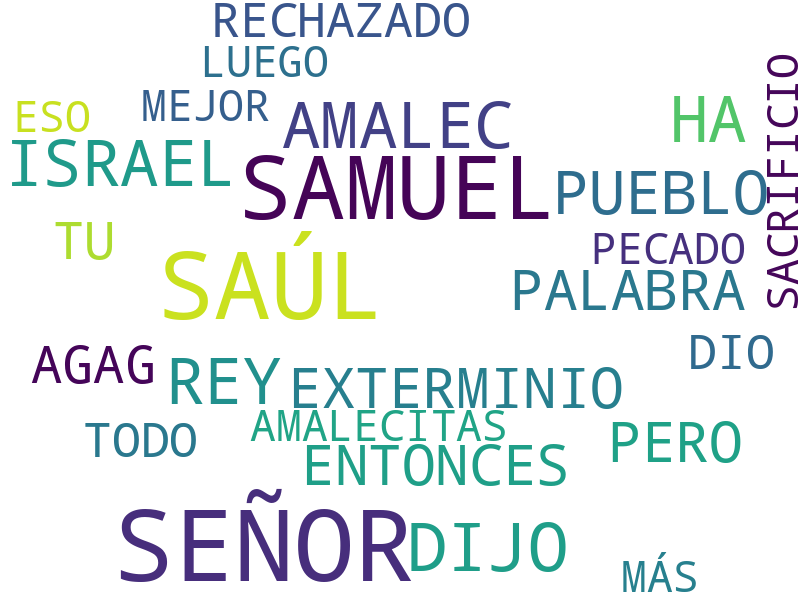 RECHAZADO
LUEGO
MEJOR
ESO
AMALEC
HA
SACRIFICIO
ISRAEL
SAMUEL
PUEBLO
TU
PECADO
SAÚL
PALABRA
AGAG
REY
EXTERMINIO
DIO
TODO
AMALECITAS
PERO
ENTONCES
SEÑOR
DIJO
MÁS